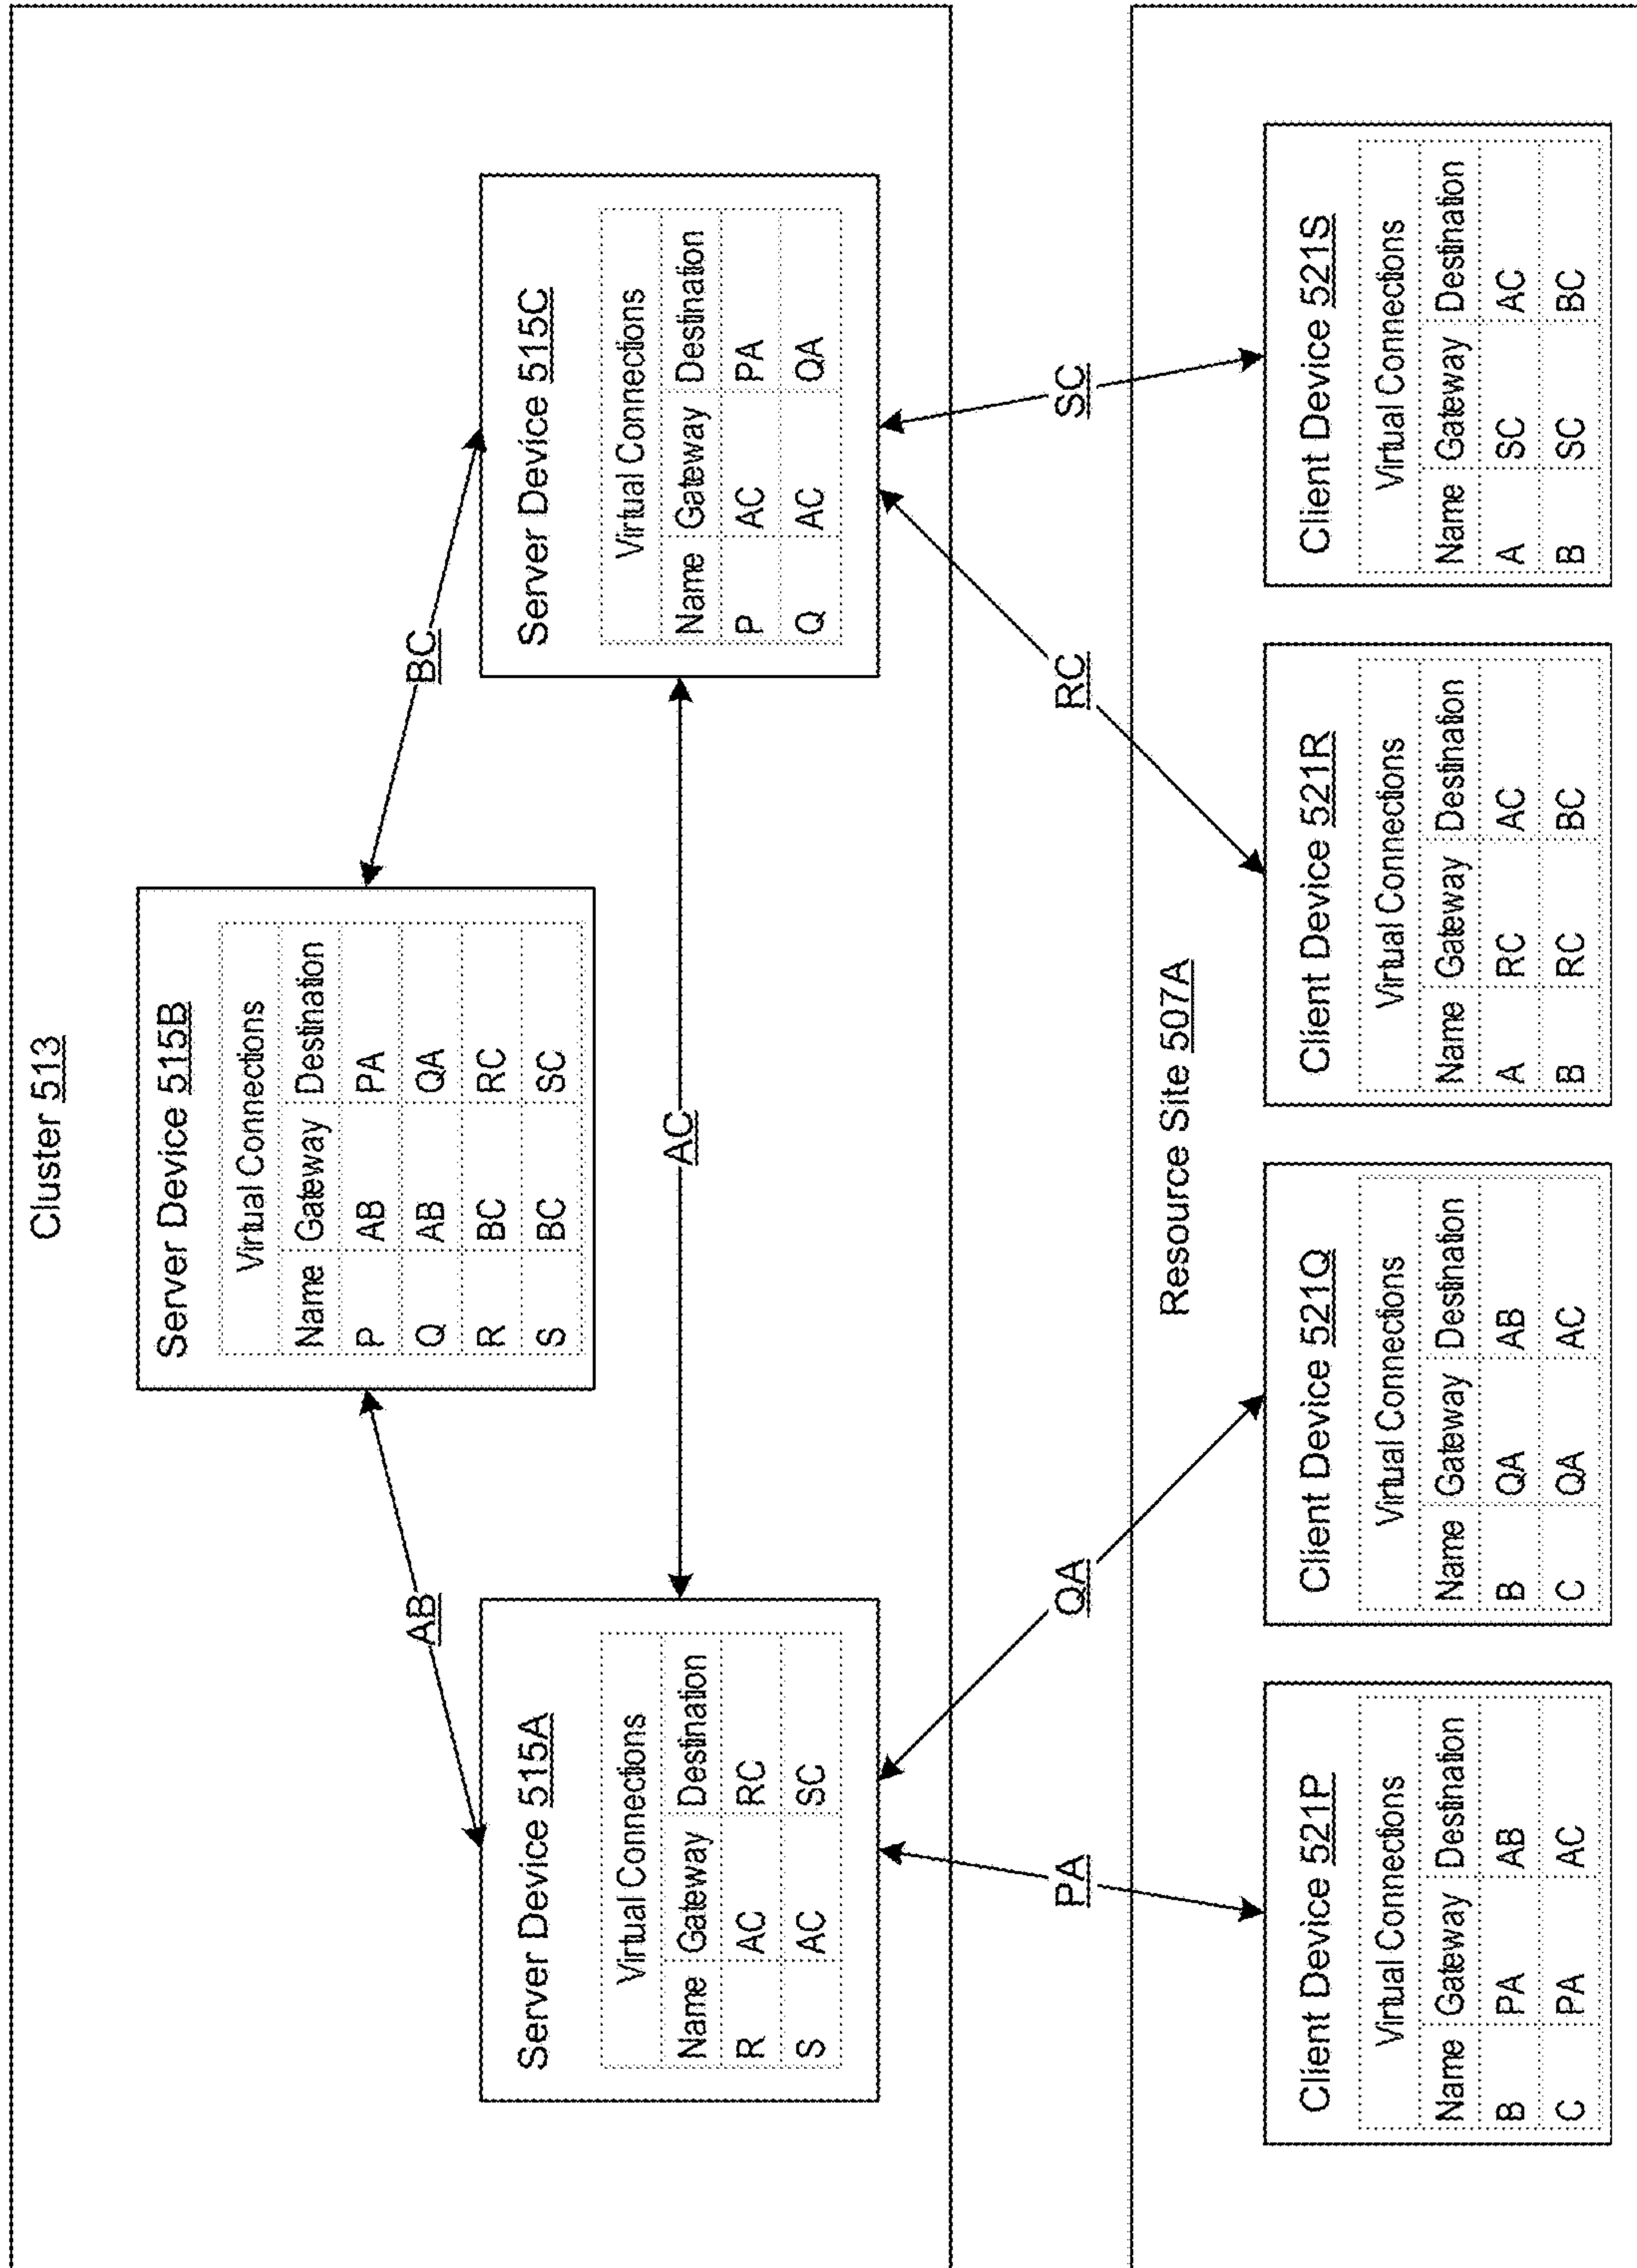 Cluster 513
Server Device 515B
Virtual Connections
Name Gateway Destination
P AB PA
Q AB QA
R BC RC
S BC SC
AB
BC
Server Device 515A
Virtual Connections
Name Gateway Destination
R AC RC
S AC SC
AC
Server Device 515C
Virtual Connections
Name Gateway Destination
P AC PA
Q AC QA
PA
QA
RC
SC
Resource Site 507A
Client Device 521P
Virtual Connections
Name Gateway Destination
B PA AB
C PA AC
Client Device 521Q
Virtual Connections
Name Gateway Destination
B QA AB
C QA AC
Client Device 521R
Virtual Connections
Name Gateway Destination
A RC AC
B RC BC
Client Device 521S
Virtual Connections
Name Gateway Destination
A SC AC
B SC BC